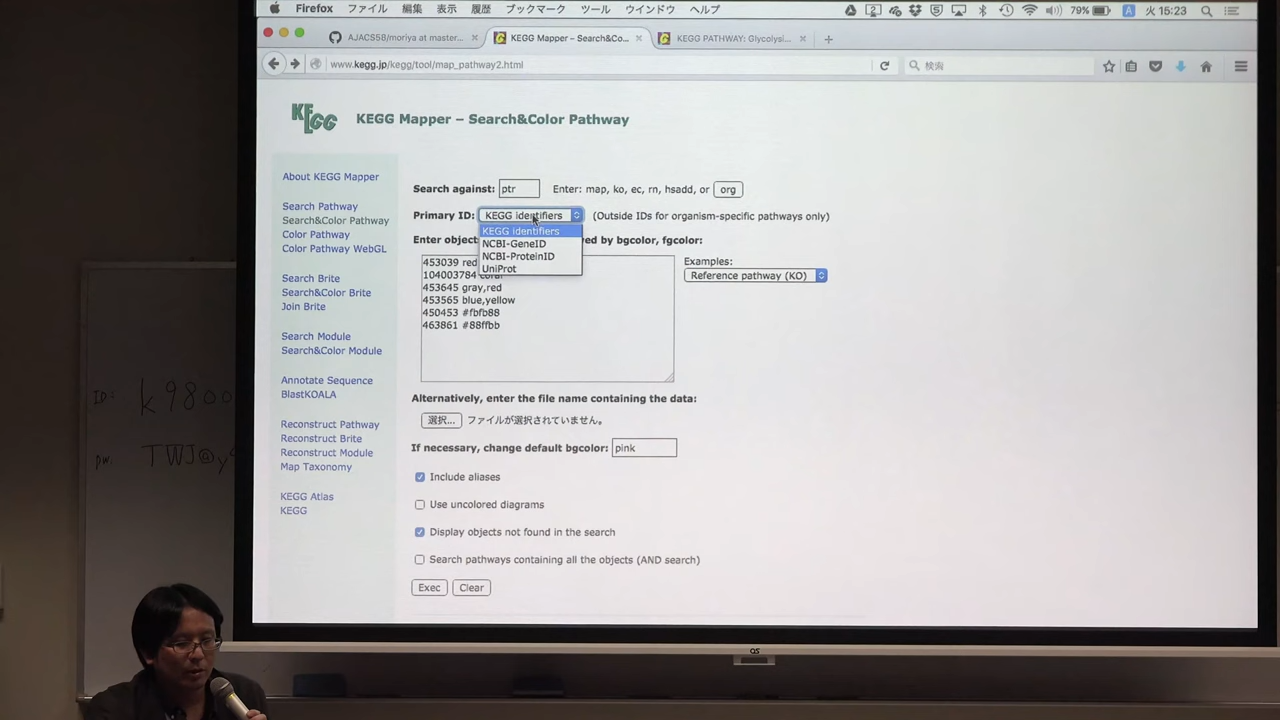 Firefox ファイル 編集 表示 履歴 ブックマーク ツール ウインドウ ヘルプ 79% A 火 15:23
AJACS58/moriya at master... KEGG Mapper – Search&Co... KEGG PATHWAY: Glycolysi...
www.kegg.jp/kegg/tool/map_pathway2.html 検索
KEGG KEGG Mapper – Search&Color Pathway
About KEGG Mapper
Search Pathway
Search&Color Pathway
Color Pathway
Color Pathway WebGL
Search Brite
Search&Color Brite
Join Brite
Search Module
Search&Color Module
Annotate Sequence
BlastKOALA
Reconstruct Pathway
Reconstruct Brite
Reconstruct Module
Map Taxonomy
KEGG Atlas
KEGG
Search against: ptr Enter: map, ko, ec, rn, hsadd, or org
Primary ID: KEGG identifiers (Outside IDs for organism-specific pathways only)
KEGG identifiers
NCBI-GeneID
NCBI-ProteinID
UniProt
Enter by bgcolor, fgcolor:
453039 red
104003784
453645 gray,red
453565 blue,yellow
450453 #fbfb88
463861 #88ffbb
Examples:
Reference pathway (KO)
Alternatively, enter the file name containing the data:
選択... ファイルが選択されていません。
If necessary, change default bgcolor: pink
Include aliases
Use uncolored diagrams
Display objects not found in the search
Search pathways containing all the objects (AND search)
Exec Clear
ID: k9800
pw. TWJ@y